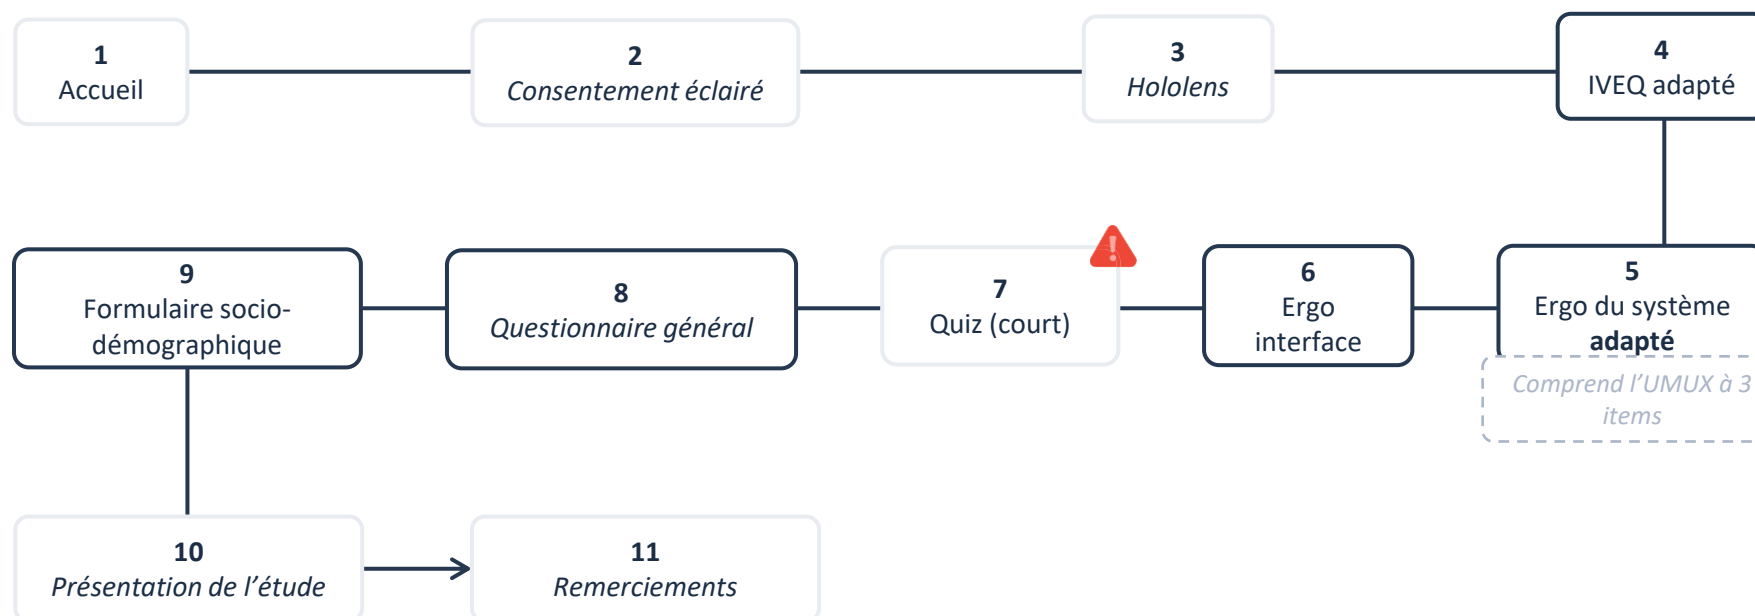 1
Accueil
2
Consentement éclairé
3
Hololens
4
IVEQ adapté
5
Ergo du système
adapté
Comprend l’UMUX à 3
items
6
Ergo
interface
7
Quiz (court)
!
8
Questionnaire général
9
Formulaire socio-
démographique
10
Présentation de l’étude
11
Remerciements